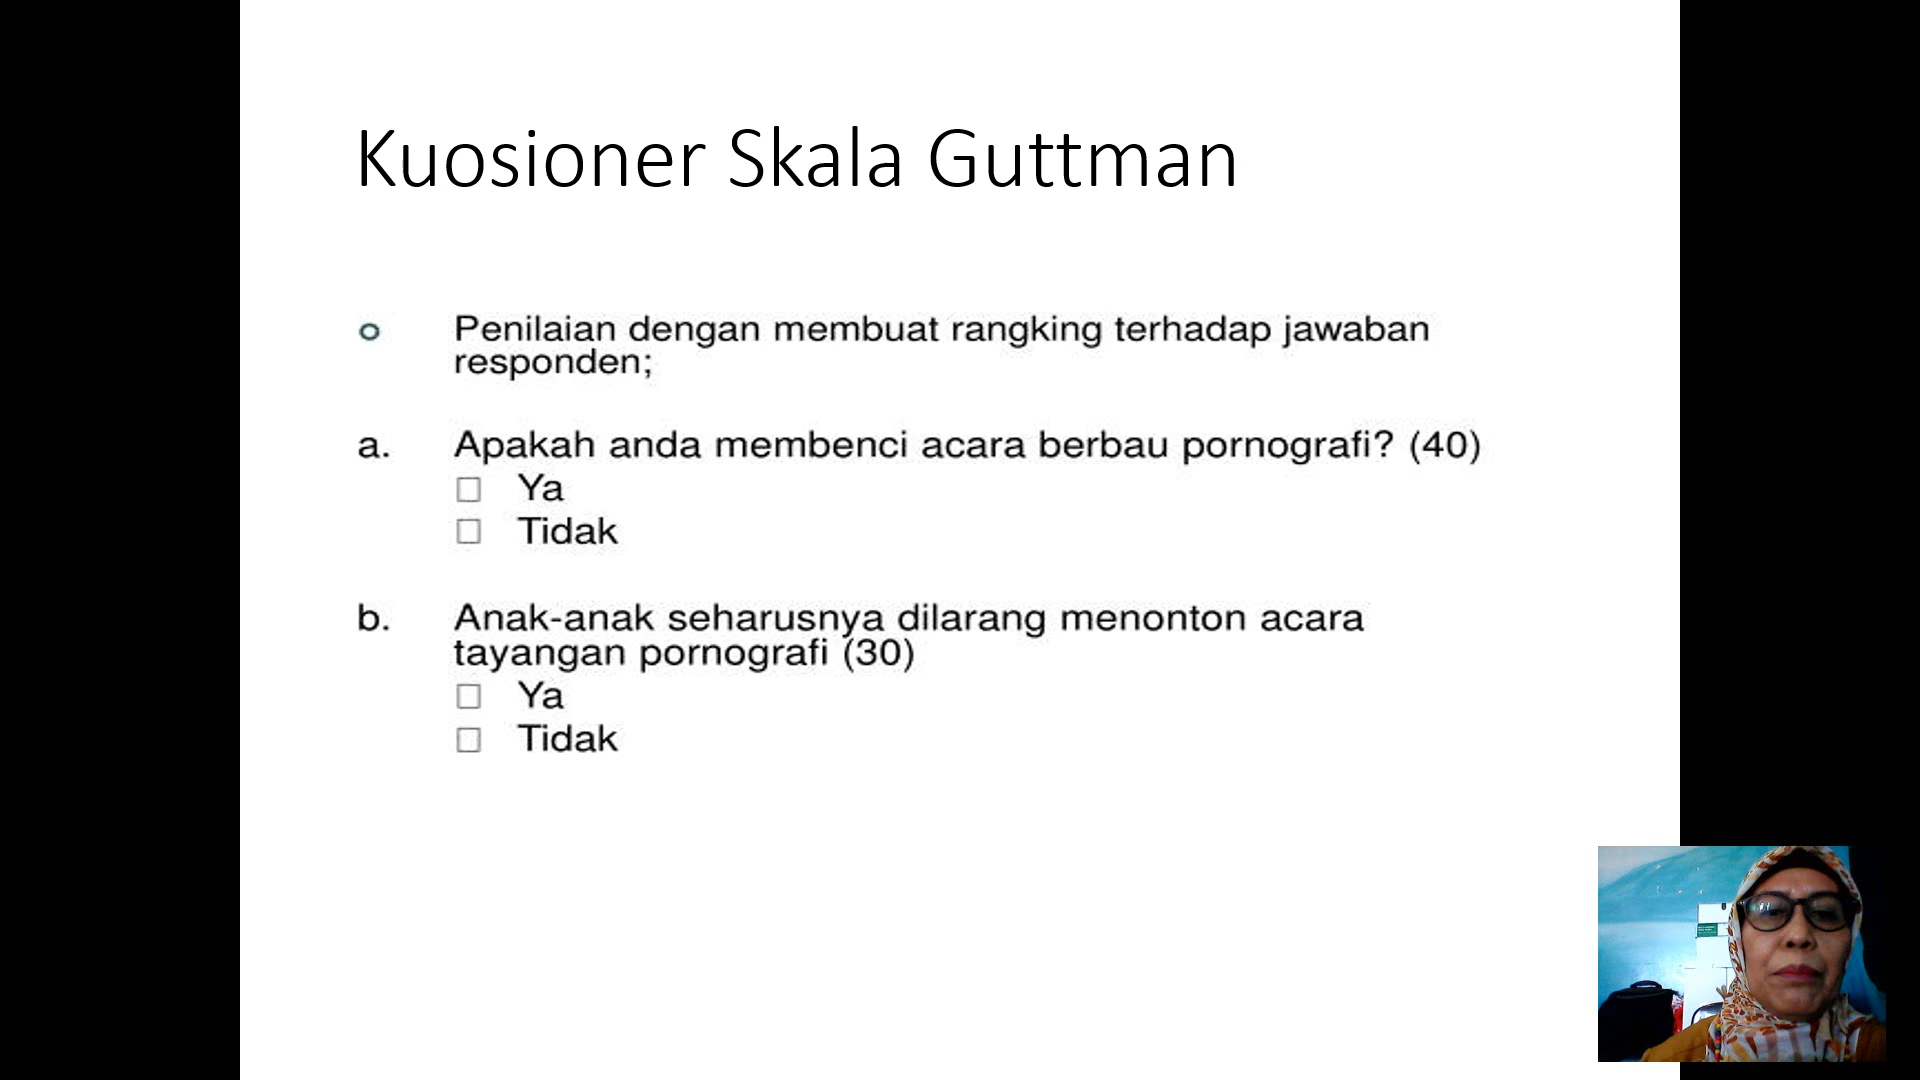 Kuosioner Skala Guttman
o Penilaian dengan membuat rangking terhadap jawaban
responden;
a. Apakah anda membenci acara berbau pornografi? (40)
□ Ya
□ Tidak
b. Anak-anak seharusnya dilarang menonton acara
tayangan pornografi (30)
□ Ya
□ Tidak